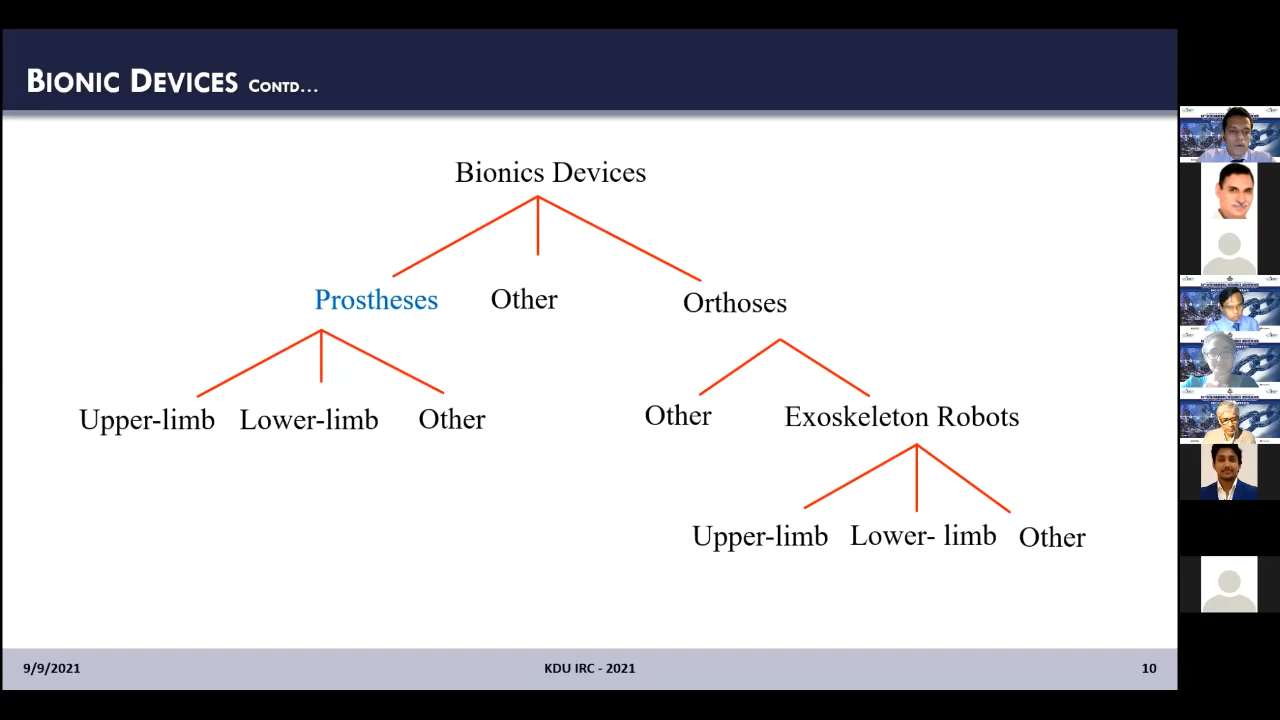 BIONIC DEVICES CONTD...
Bionics Devices
Prostheses Other Orthoses
Upper-limb Lower-limb Other Other Exoskeleton Robots
Upper-limb Lower- limb Other
9/9/2021 KDU IRC - 2021 10